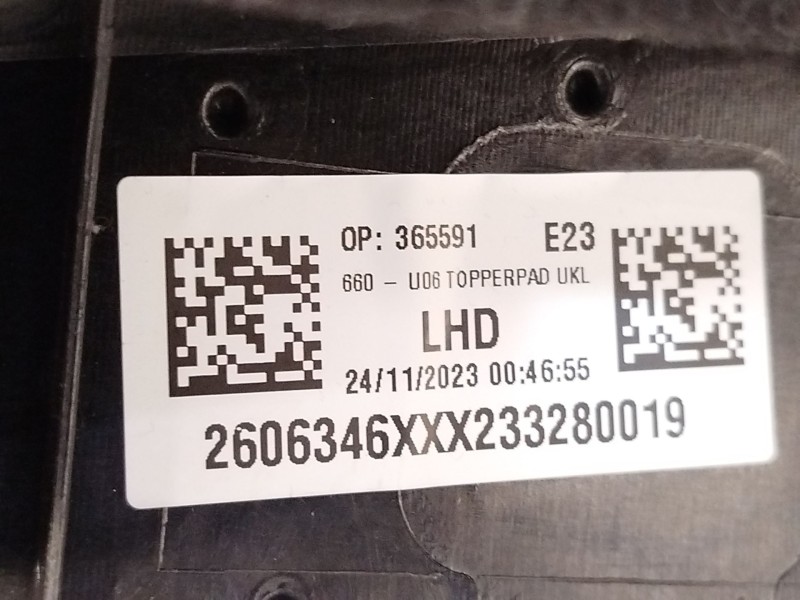 OP: 365591 E23
660 - U06 TOPPERPAD UKL
LHD
24/11/2023 00:46:55
2606346XXX233280019